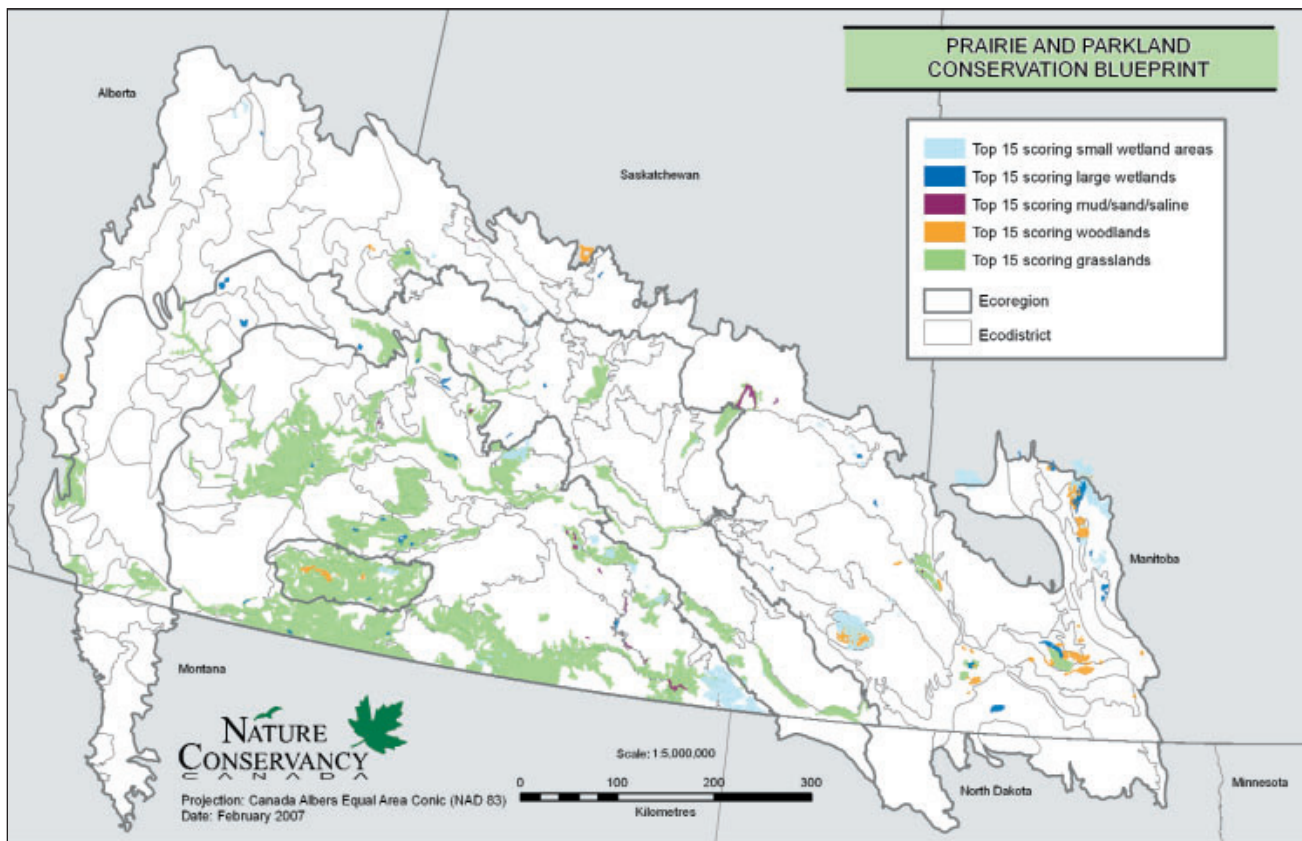 PRAIRIE AND PARKLAND
CONSERVATION BLUEPRINT
Alberta
Saskatchewan
Top 15 scoring small wetland areas
Top 15 scoring large wetlands
Top 15 scoring mud/sand/saline
Top 15 scoring woodlands
Top 15 scoring grasslands
Ecoregion
Ecodistrict
Manitoba
Montana
NATURE
CONSERVANCY
CANADA
Projection: Canada Albers Equal Area Conic (NAD 83)
Date: February 2007
Scale: 1:5,000,000
0 100 200 300
Kilometres
North Dakota
Minnesota